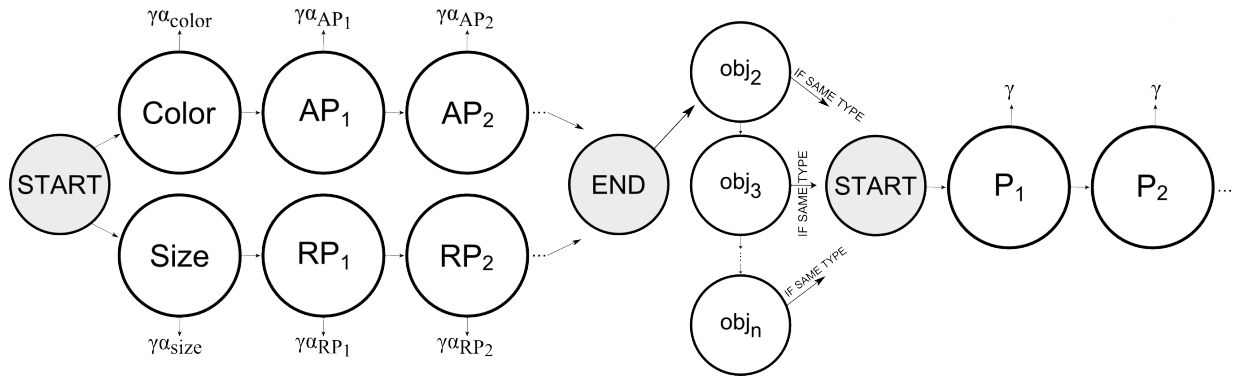 γα_color γα_AP₁ γα_AP₂
Color AP₁ AP₂ ...
START
Size RP₁ RP₂ ...
γα_size γα_RP₁ γα_RP₂
END
obj₂ IF SAME TYPE
obj₃ IF SAME TYPE
objₙ IF SAME TYPE
γ γ
START P₁ P₂ ...